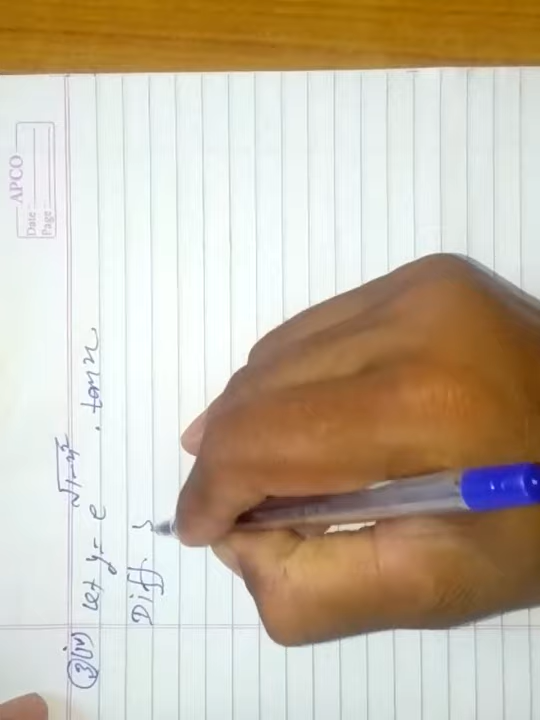 APCO
Date :
Page :
3(iv) Let y = e^√1-x² . tan x
Diff.